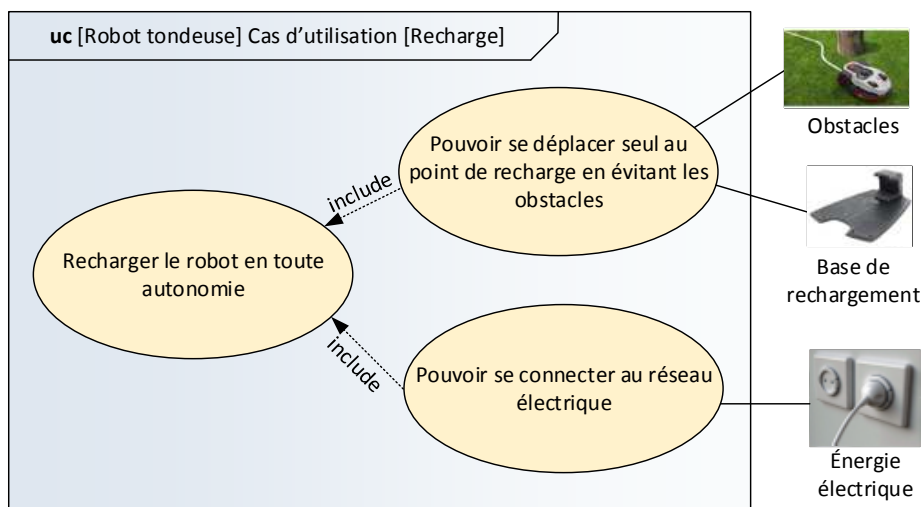 uc [Robot tondeuse] Cas d'utilisation [Recharge]
Pouvoir se déplacer seul au
point de recharge en évitant les
obstacles
include
Recharger le robot en toute
autonomie
include
Pouvoir se connecter au réseau
électrique
Obstacles
Base de
rechargement
Énergie
électrique